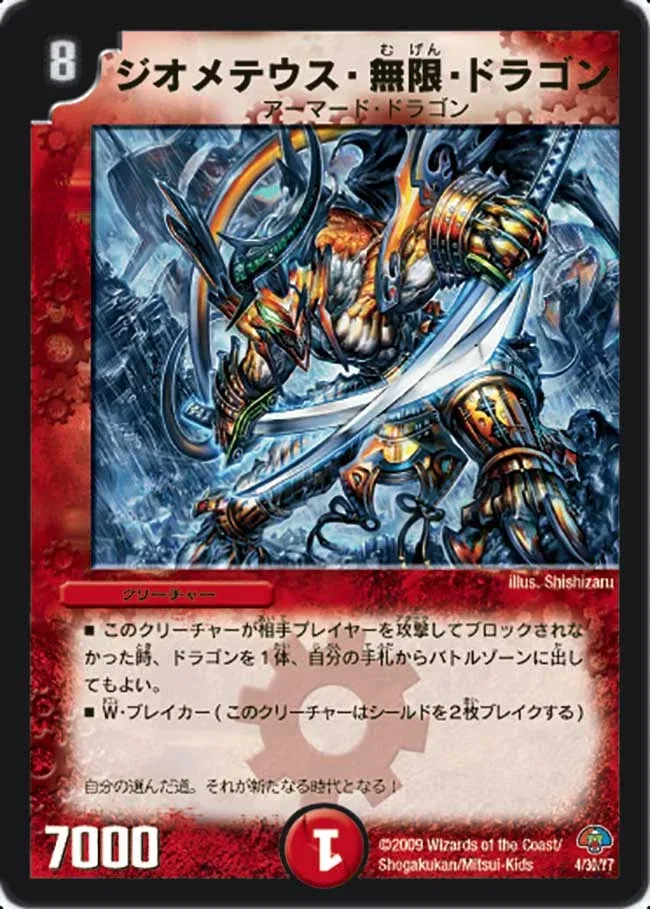 8
ジオメテウス・無限・ドラゴン
むげん
アーマード・ドラゴン
illus. Shishizaru
クリーチャー
■ このクリーチャーが相手プレイヤーを攻撃してブロックされな
かった時、ドラゴンを1体、自分の手札からバトルゾーンに出し
てもよい。
■ W・ブレイカー(このクリーチャーはシールドを2枚ブレイクする)
自分の選んだ道。それが新たなる時代となる!
7000
1
©2009 Wizards of the Coast/
Shogakukan/Mitsui-Kids